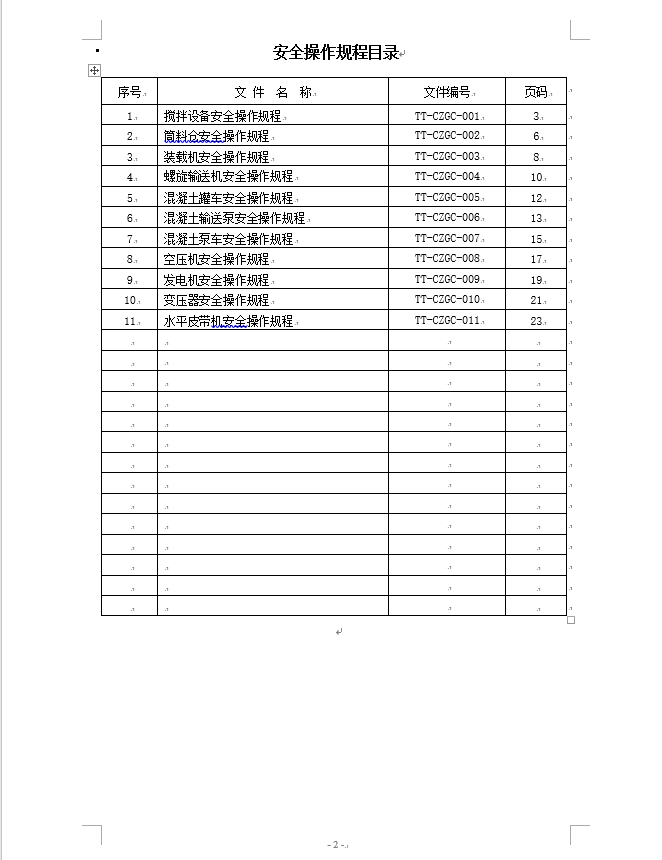 安全操作规程目录
序号 文 件 名 称 文件编号 页码
1 搅拌设备安全操作规程 TT-CZGC-001 3
2 筒料仓安全操作规程 TT-CZGC-002 6
3 装载机安全操作规程 TT-CZGC-003 8
4 螺旋输送机安全操作规程 TT-CZGC-004 10
5 混凝土罐车安全操作规程 TT-CZGC-005 12
6 混凝土输送泵安全操作规程 TT-CZGC-006 13
7 混凝土泵车安全操作规程 TT-CZGC-007 15
8 空压机安全操作规程 TT-CZGC-008 17
9 发电机安全操作规程 TT-CZGC-009 19
10 变压器安全操作规程 TT-CZGC-010 21
11 水平皮带机安全操作规程 TT-CZGC-011 23
- 2 -